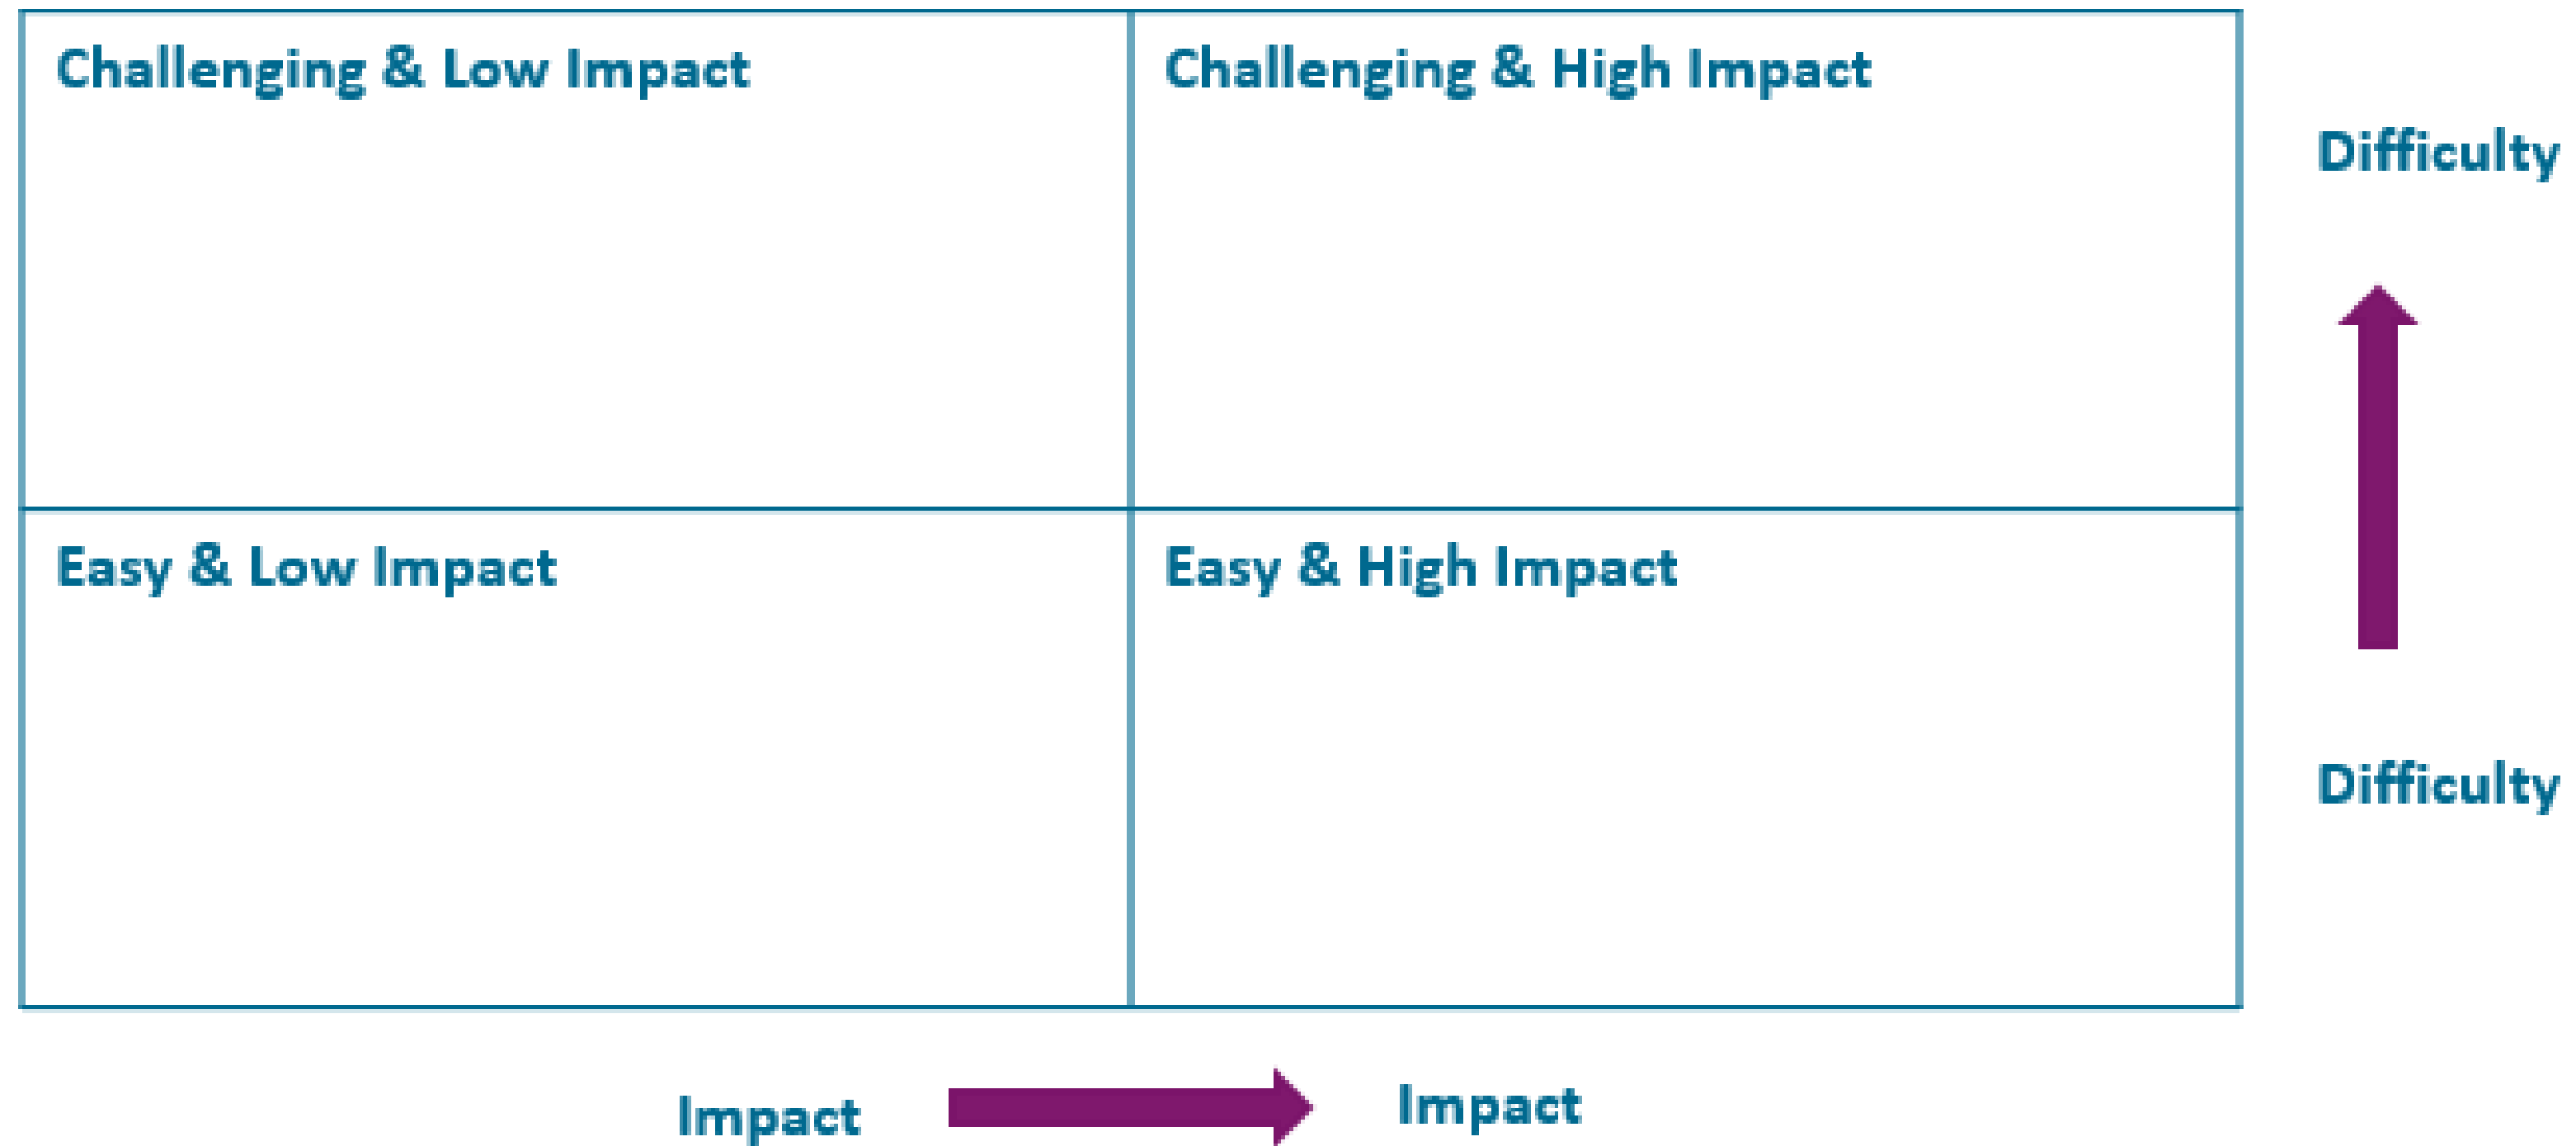 Challenging & Low Impact
Challenging & High Impact
Difficulty
Easy & Low Impact
Easy & High Impact
Difficulty
Impact
Impact